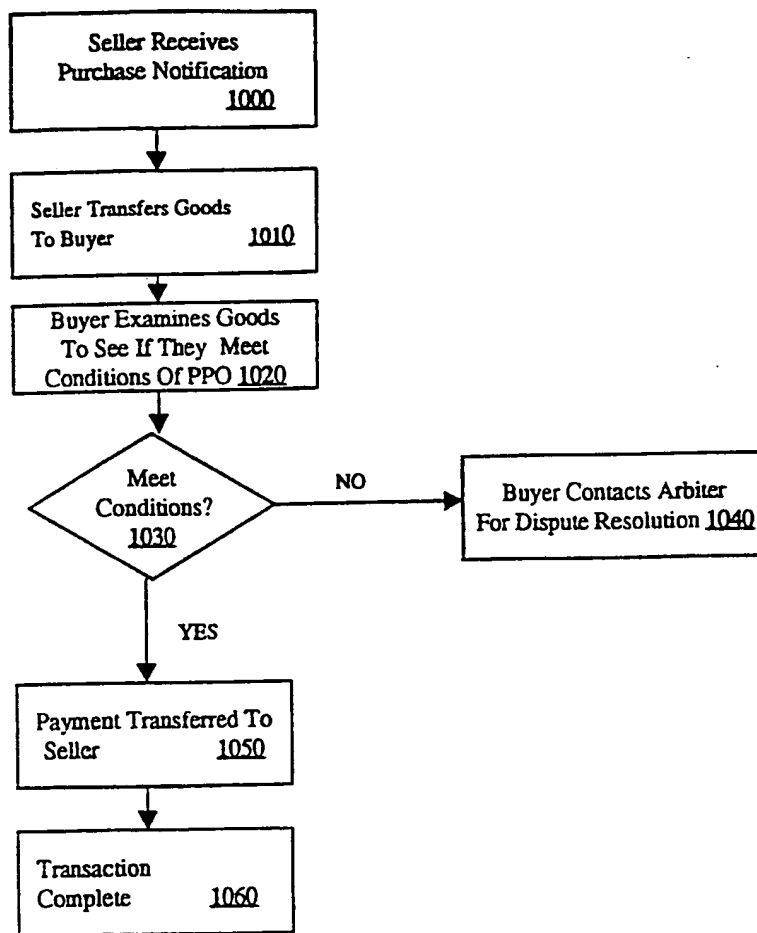 Seller Receives
Purchase Notification
1000
Seller Transfers Goods
To Buyer 1010
Buyer Examines Goods
To See If They Meet
Conditions Of PPO 1020
Meet
Conditions?
1030
NO
Buyer Contacts Arbiter
For Dispute Resolution 1040
YES
Payment Transferred To
Seller 1050
Transaction
Complete 1060